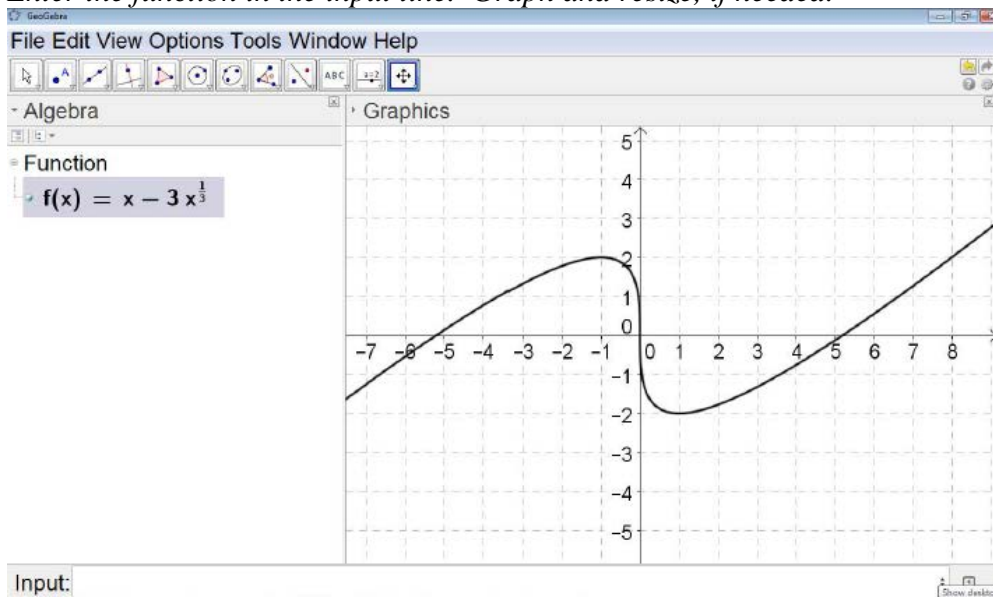 Enter the function in the input line. Graph and resize, if needed.
GeoGebra
File Edit View Options Tools Window Help
A
ABC
a=2
Algebra
Graphics
Function
f(x) = x − 3 x^(1/3)
5
4
3
2
1
0
−7 −6 −5 −4 −3 −2 −1 0 1 2 3 4 5 6 7 8
−1
−2
−3
−4
−5
Input: